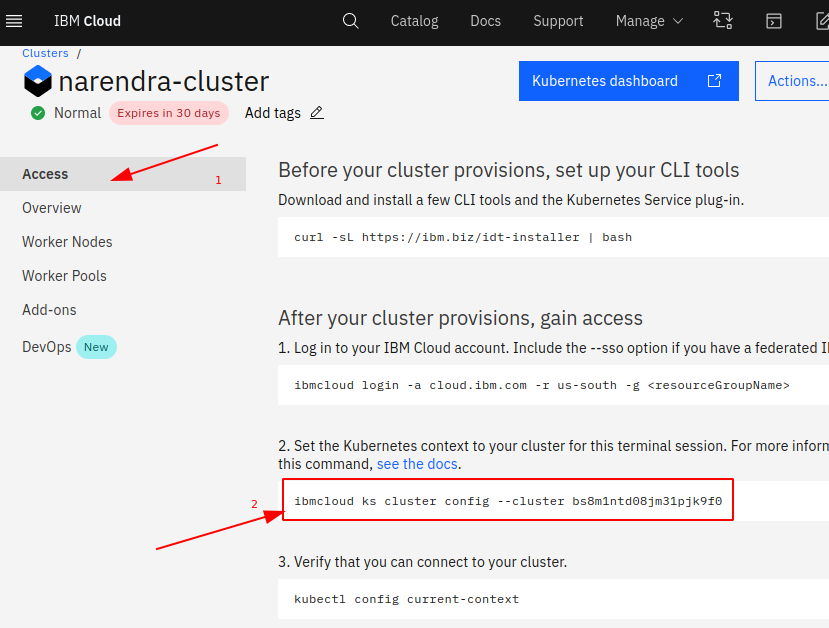 IBM Cloud Catalog Docs Support Manage
Clusters /
narendra-cluster
Kubernetes dashboard
Actions...
Normal Expires in 30 days Add tags
Access 1
Overview
Worker Nodes
Worker Pools
Add-ons
DevOps New
Before your cluster provisions, set up your CLI tools
Download and install a few CLI tools and the Kubernetes Service plug-in.
curl -sL https://ibm.biz/idt-installer | bash
After your cluster provisions, gain access
1. Log in to your IBM Cloud account. Include the --sso option if you have a federated
ibmcloud login -a cloud.ibm.com -r us-south -g <resourceGroupName>
2. Set the Kubernetes context to your cluster for this terminal session. For more inform
this command, see the docs.
2
ibmcloud ks cluster config --cluster bs8m1ntd08jm31pjk9f0
3. Verify that you can connect to your cluster.
kubectl config current-context